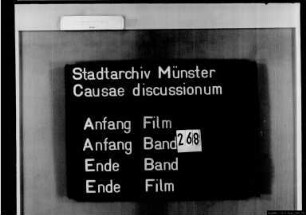 Stadtarchiv Münster
Causae discussionum
Anfang Film
Anfang Band 268
Ende Band
Ende Film